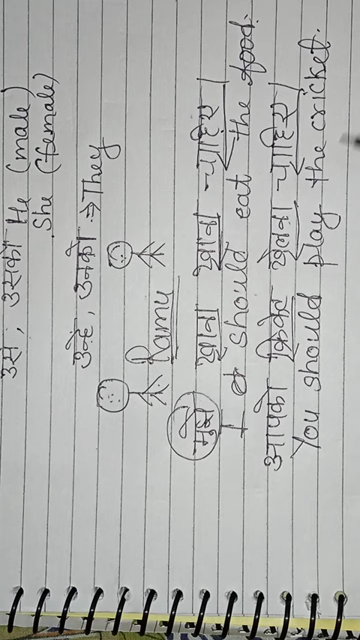 उसे, उसको He (male)
She (female)
उन्हें, उनको ⇒ They
Ramu
मुझे खाना खाना चाहिए।
I should eat the food.
आपको क्रिकेट खेलना चाहिए।
You should play the cricket.